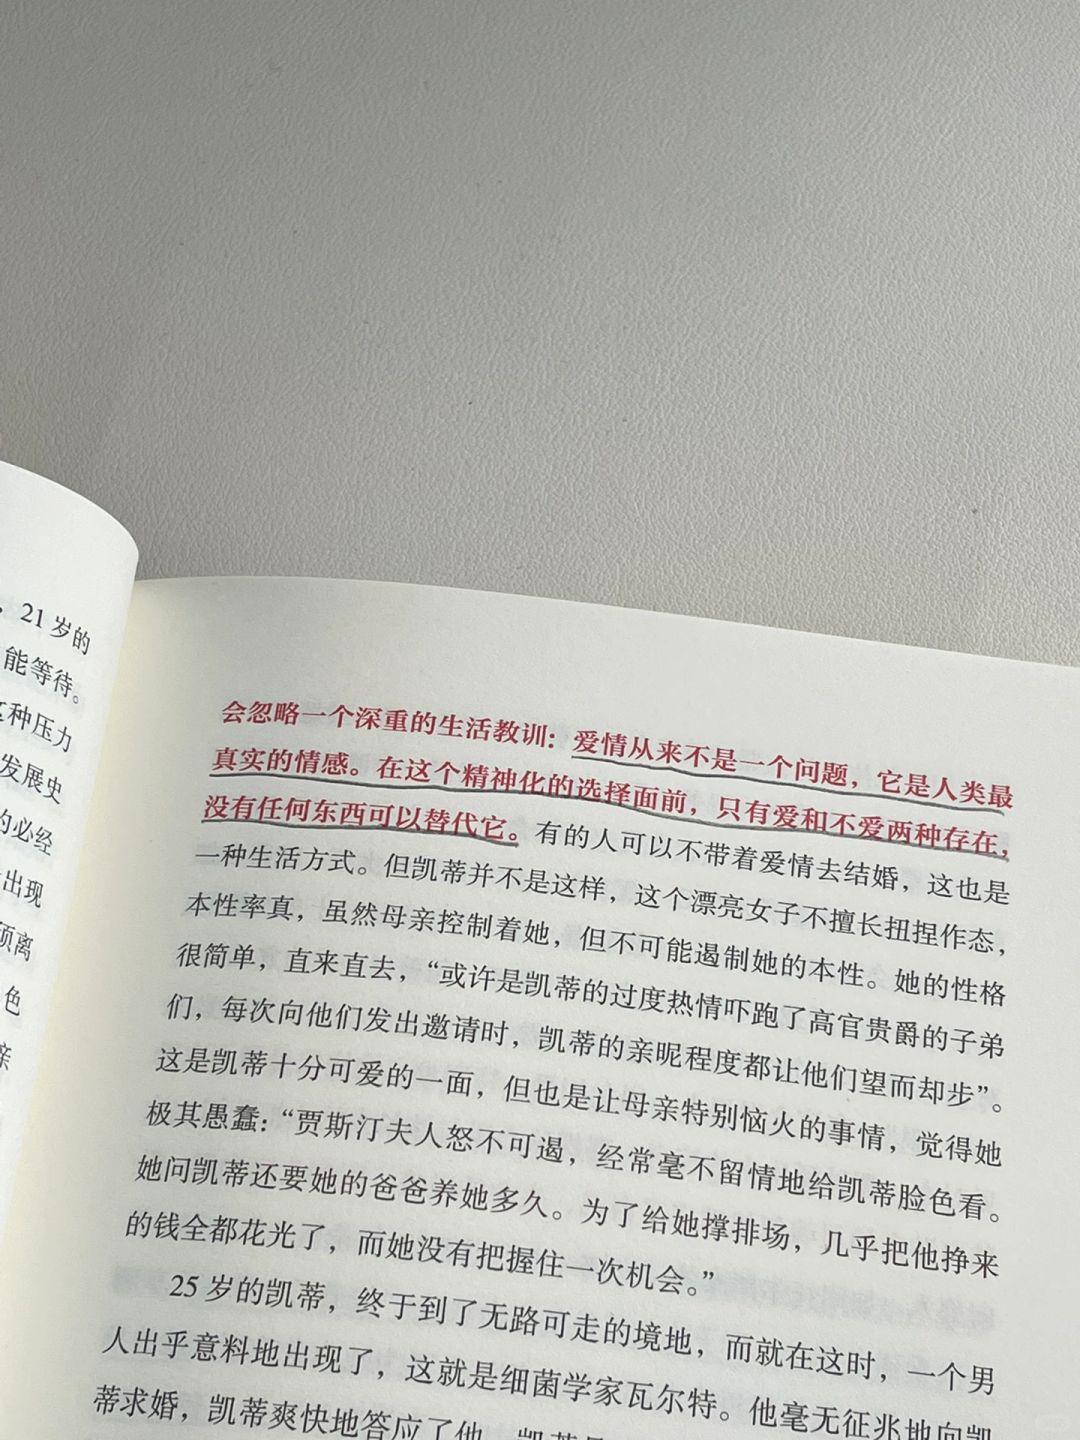 ，21岁的
能等待。
这种压力
发展史
的必经
出现
须离
色
亲
会忽略一个深重的生活教训：爱情从来不是一个问题，它是人类最
真实的情感。在这个精神化的选择面前，只有爱和不爱两种存在，
没有任何东西可以替代它。有的人可以不带着爱情去结婚，这也是
一种生活方式。但凯蒂并不是这样，这个漂亮女子不擅长扭捏作态，
本性率真，虽然母亲控制着她，但不可能遏制她的本性。她的性格
很简单，直来直去，“或许是凯蒂的过度热情吓跑了高官贵爵的子弟
们，每次向他们发出邀请时，凯蒂的亲昵程度都让他们望而却步”。
这是凯蒂十分可爱的一面，但也是让母亲特别恼火的事情，觉得她
极其愚蠢：“贾斯汀夫人怒不可遏，经常毫不留情地给凯蒂脸色看。
她问凯蒂还要她的爸爸养她多久。为了给她撑排场，几乎把他挣来
的钱全都花光了，而她没有把握住一次机会。”
25岁的凯蒂，终于到了无路可走的境地，而就在这时，一个男
人出乎意料地出现了，这就是细菌学家瓦尔特。他毫无征兆地向凯
蒂求婚，凯蒂爽快地答应了他